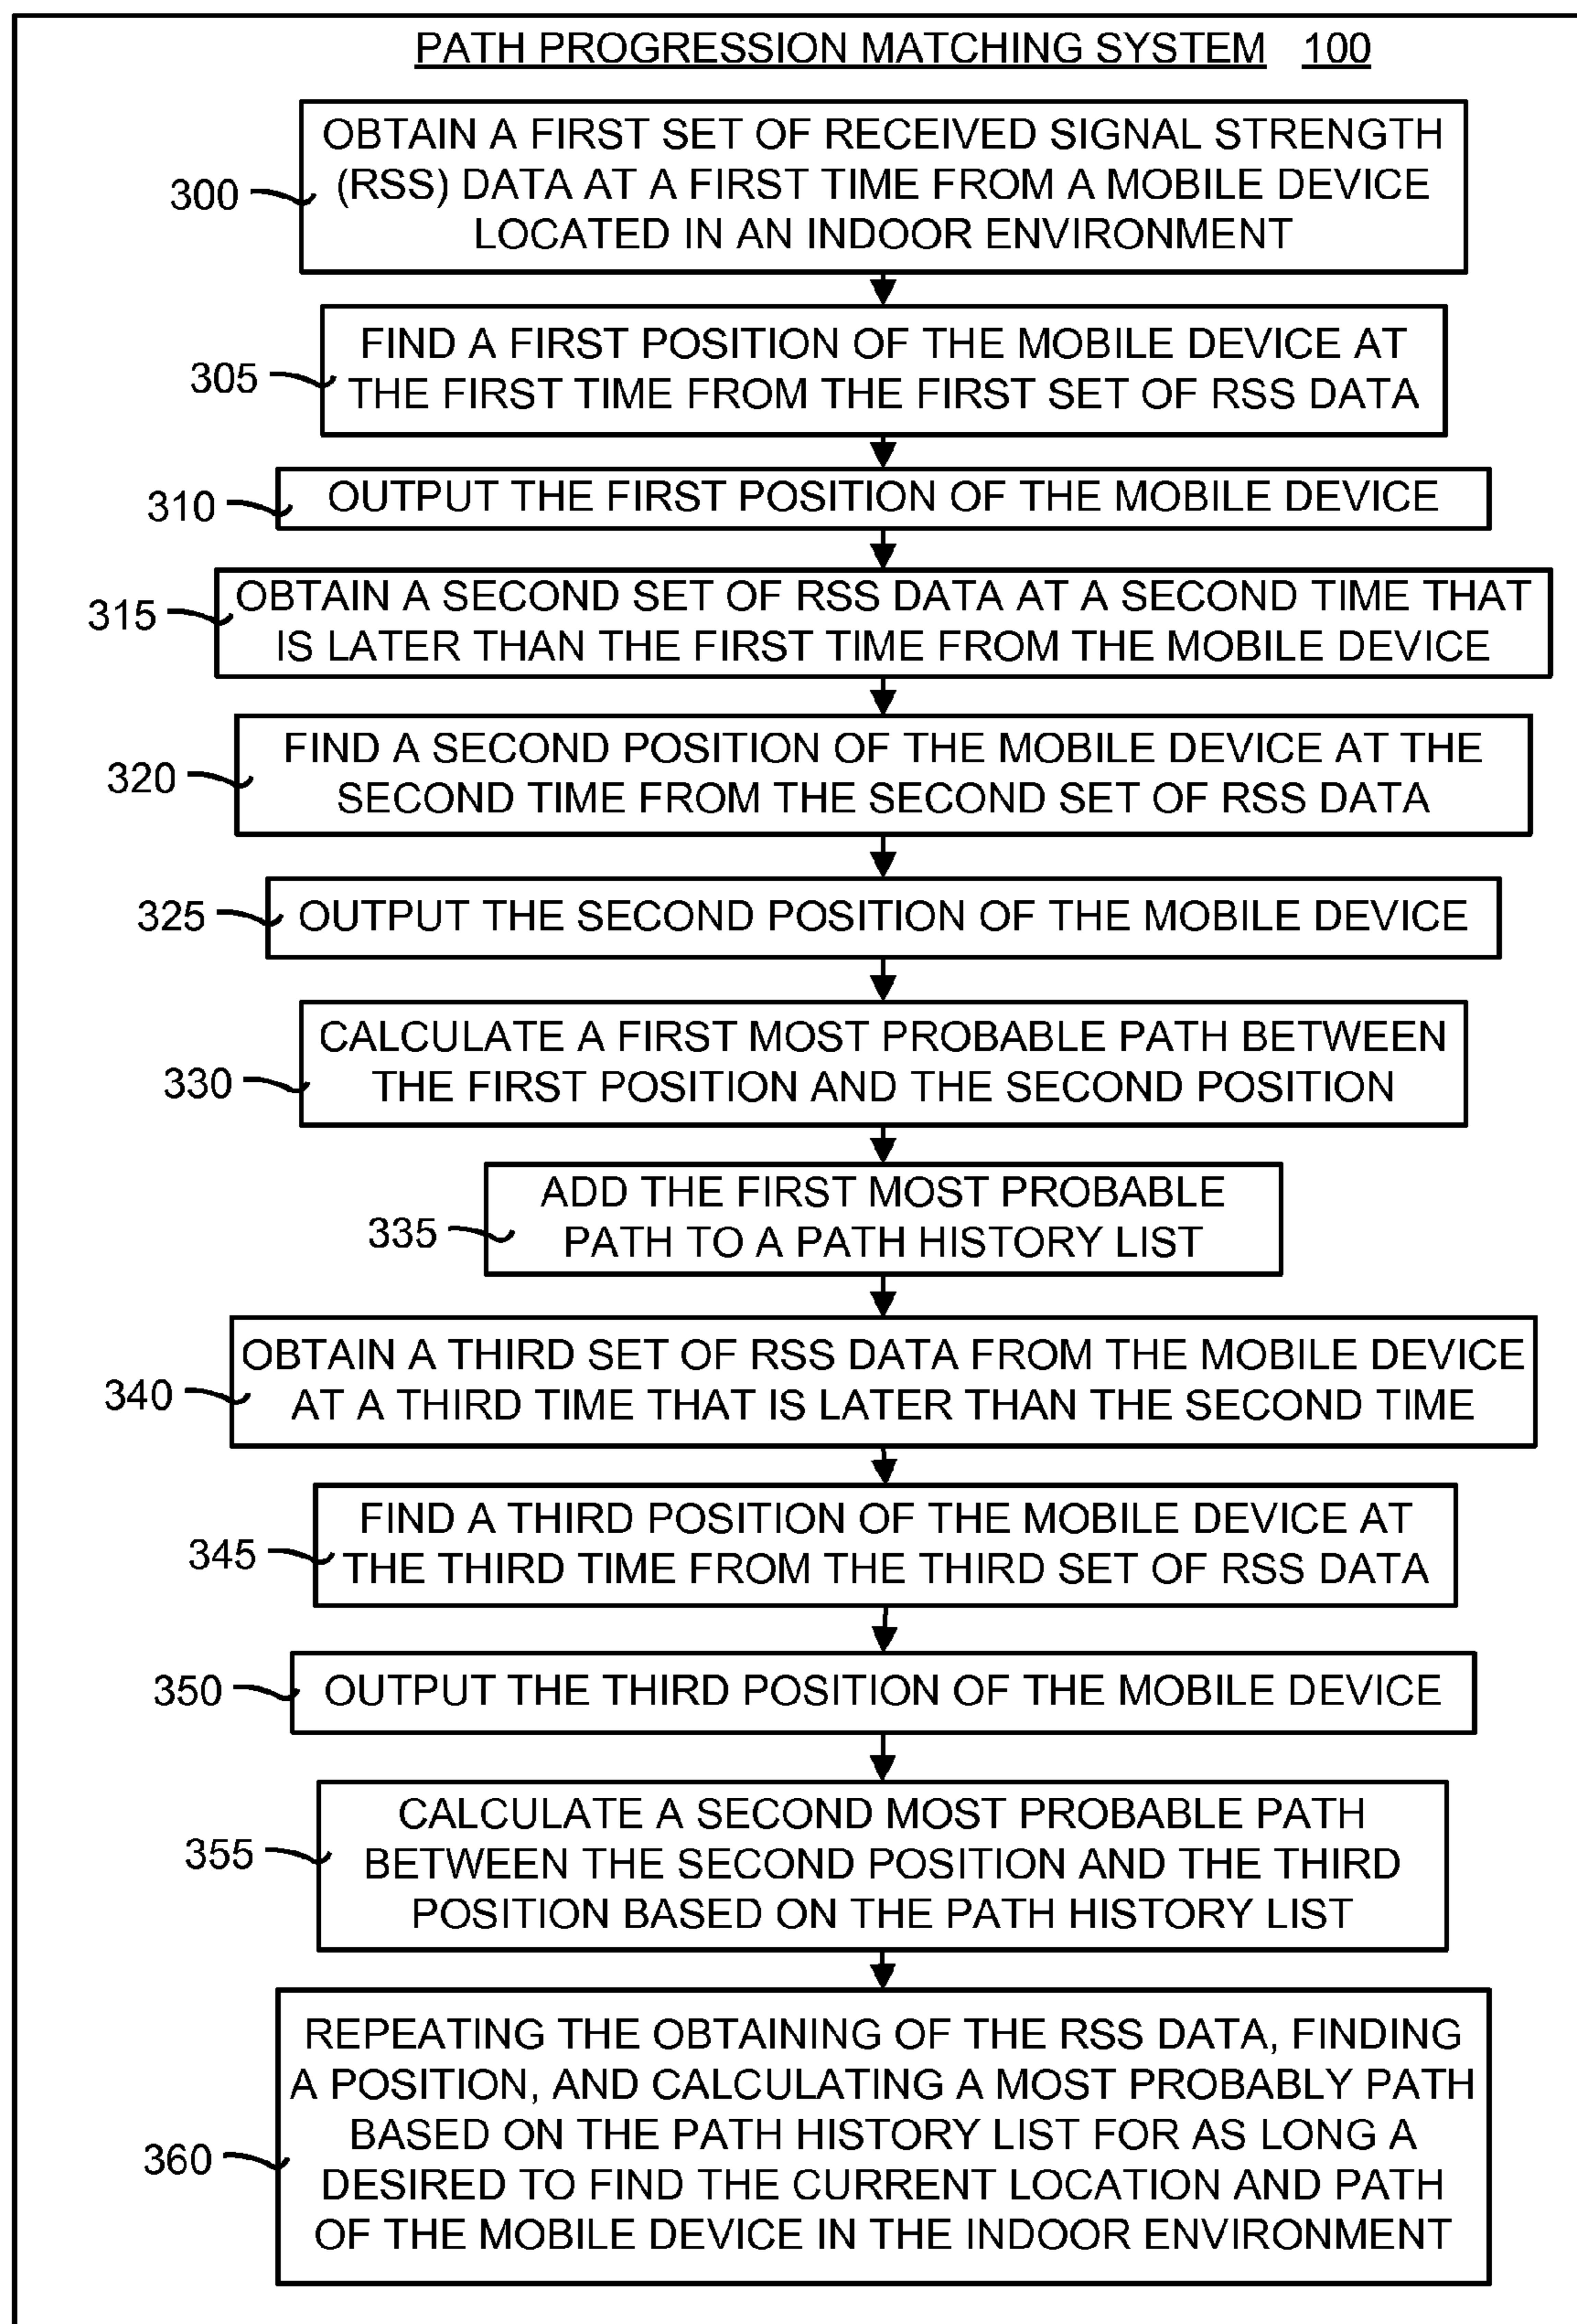 PATH PROGRESSION MATCHING SYSTEM 100
OBTAIN A FIRST SET OF RECEIVED SIGNAL STRENGTH
(RSS) DATA AT A FIRST TIME FROM A MOBILE DEVICE
LOCATED IN AN INDOOR ENVIRONMENT
300
FIND A FIRST POSITION OF THE MOBILE DEVICE AT
THE FIRST TIME FROM THE FIRST SET OF RSS DATA
305
OUTPUT THE FIRST POSITION OF THE MOBILE DEVICE
310
OBTAIN A SECOND SET OF RSS DATA AT A SECOND TIME THAT
IS LATER THAN THE FIRST TIME FROM THE MOBILE DEVICE
315
FIND A SECOND POSITION OF THE MOBILE DEVICE AT THE
SECOND TIME FROM THE SECOND SET OF RSS DATA
320
OUTPUT THE SECOND POSITION OF THE MOBILE DEVICE
325
CALCULATE A FIRST MOST PROBABLE PATH BETWEEN
THE FIRST POSITION AND THE SECOND POSITION
330
ADD THE FIRST MOST PROBABLE
PATH TO A PATH HISTORY LIST
335
OBTAIN A THIRD SET OF RSS DATA FROM THE MOBILE DEVICE
AT A THIRD TIME THAT IS LATER THAN THE SECOND TIME
340
FIND A THIRD POSITION OF THE MOBILE DEVICE AT
THE THIRD TIME FROM THE THIRD SET OF RSS DATA
345
OUTPUT THE THIRD POSITION OF THE MOBILE DEVICE
350
CALCULATE A SECOND MOST PROBABLE PATH
BETWEEN THE SECOND POSITION AND THE THIRD
POSITION BASED ON THE PATH HISTORY LIST
355
REPEATING THE OBTAINING OF THE RSS DATA, FINDING
A POSITION, AND CALCULATING A MOST PROBABLY PATH
BASED ON THE PATH HISTORY LIST FOR AS LONG A
DESIRED TO FIND THE CURRENT LOCATION AND PATH
OF THE MOBILE DEVICE IN THE INDOOR ENVIRONMENT
360